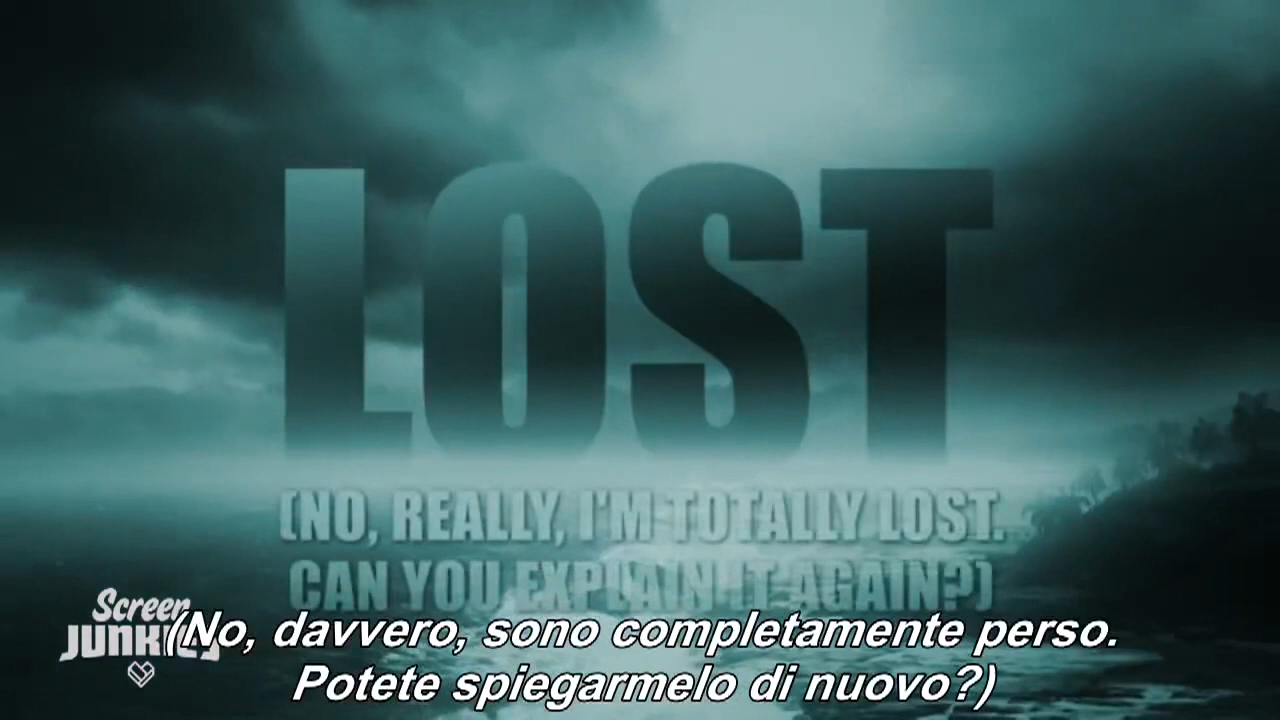 LOST
(NO, REALLY, I'M TOTALLY LOST.
CAN YOU EXPLAIN IT AGAIN?)
Screen
JUNKIES
(No, davvero, sono completamente perso.
Potete spiegarmelo di nuovo?)